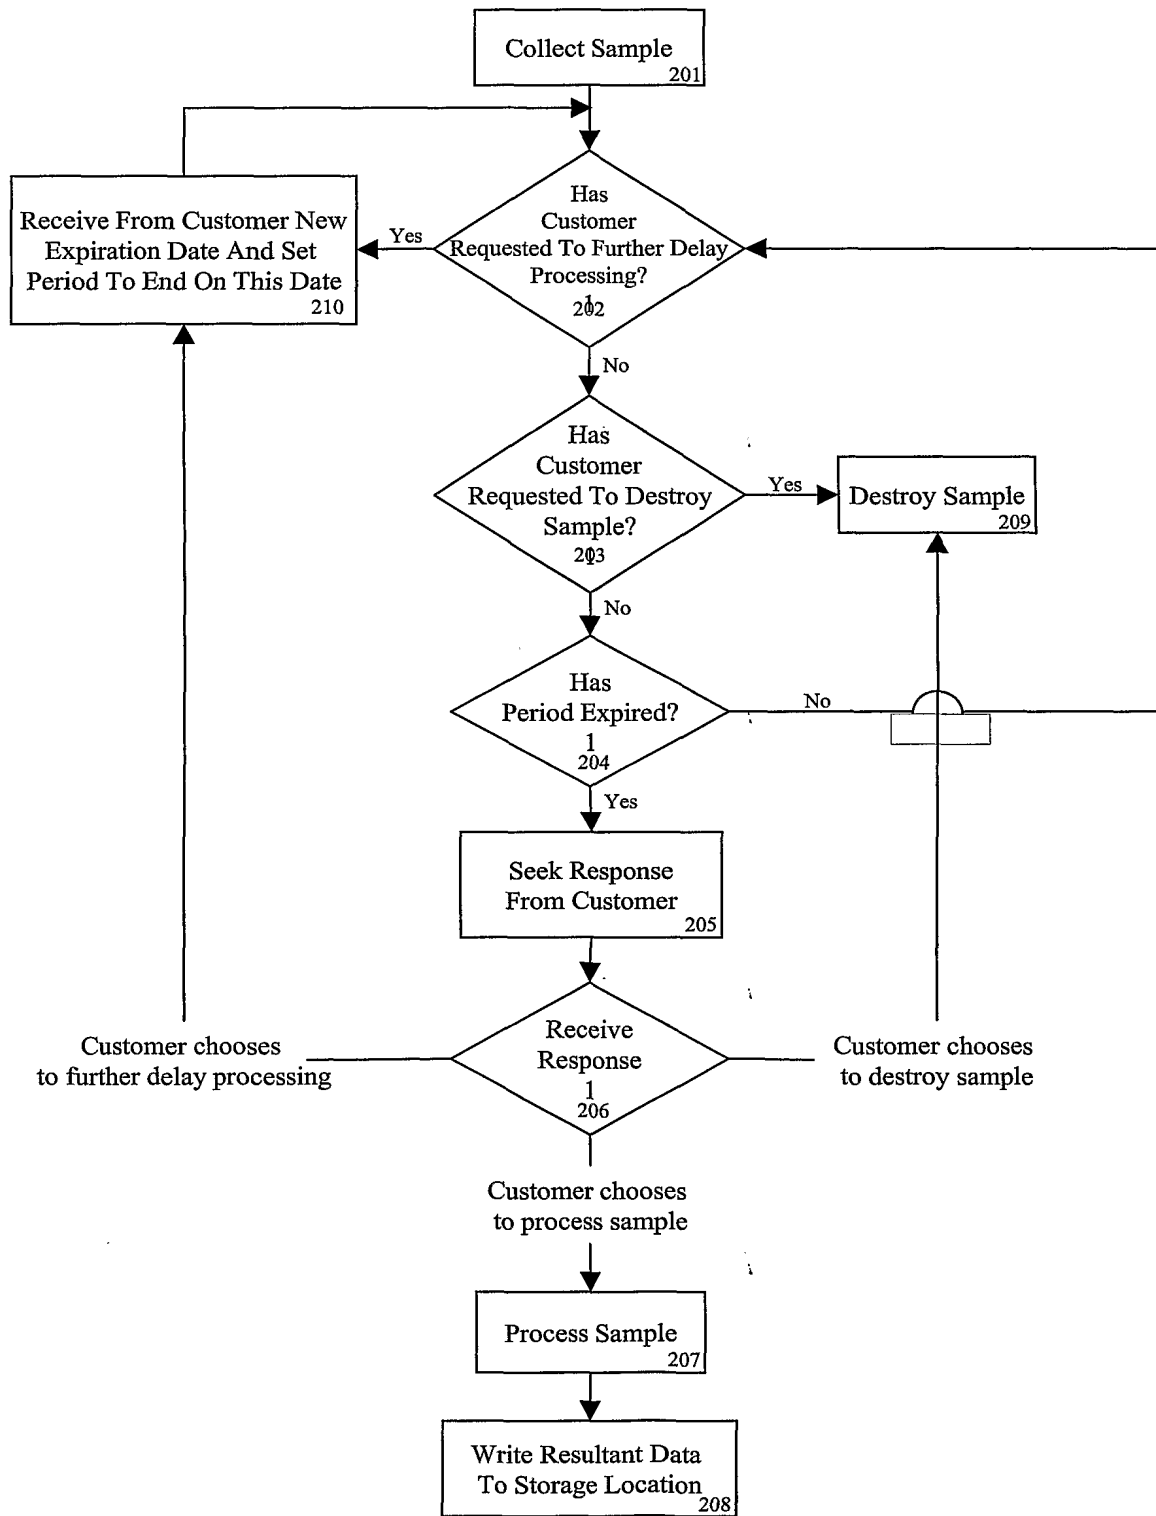 Collect Sample
201
Has
Customer
Requested To Further Delay
Processing?
1
202
Yes
Receive From Customer New
Expiration Date And Set
Period To End On This Date
210
No
Has
Customer
Requested To Destroy
Sample?
1
203
Yes
Destroy Sample
209
No
Has
Period Expired?
1
204
No
Yes
Seek Response
From Customer
205
Receive
Response
1
206
Customer chooses
to further delay processing
Customer chooses
to destroy sample
Customer chooses
to process sample
Process Sample
207
Write Resultant Data
To Storage Location
208